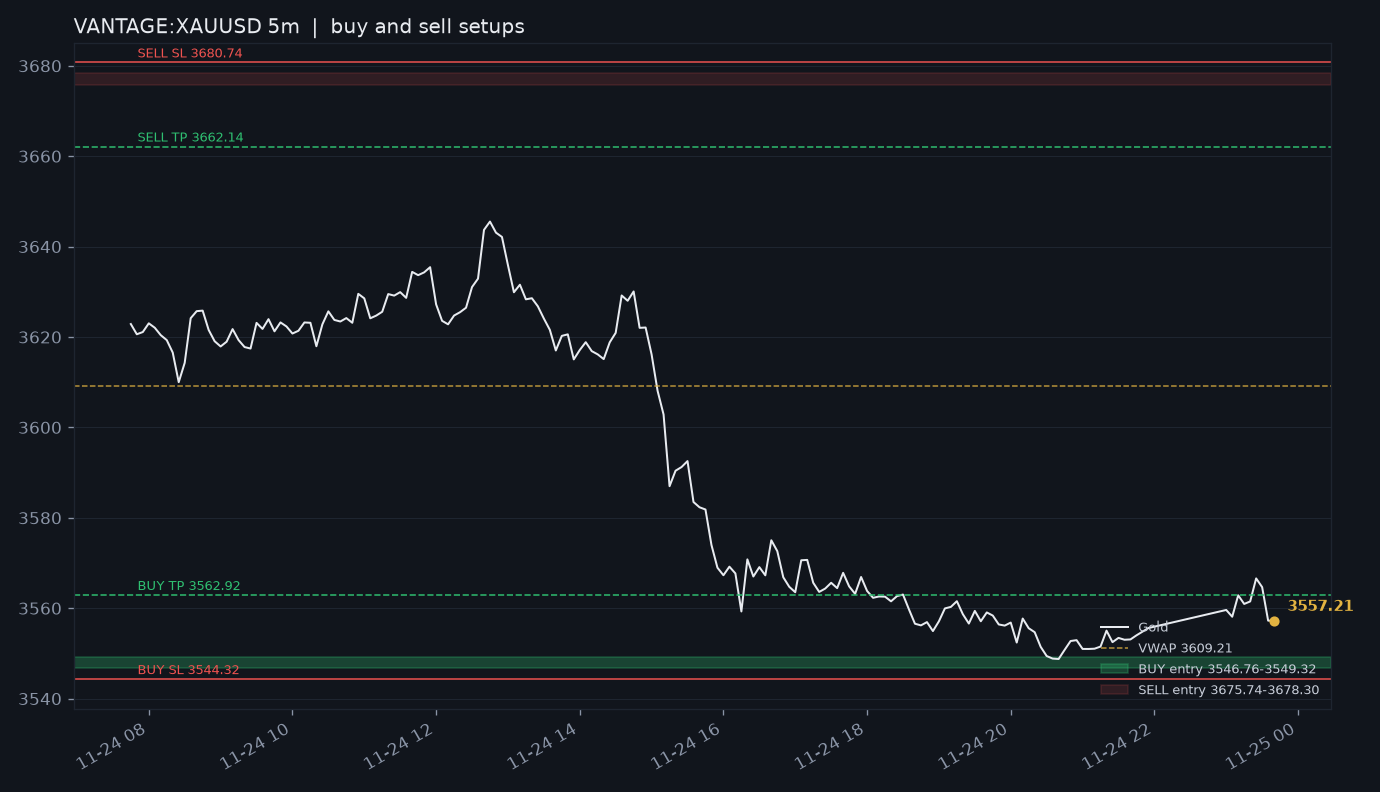 VANTAGE:XAUUSD 5m | buy and sell setups
SELL SL 3680.74
3680
SELL TP 3662.14
3660
3640
3620
3600
3580
BUY TP 3562.92
3560
3557.21
Gold
VWAP 3609.21
BUY entry 3546.76-3549.32
SELL entry 3675.74-3678.30
BUY SL 3544.32
3540
11-24 08
11-24 10
11-24 12
11-24 14
11-24 16
11-24 18
11-24 20
11-24 22
11-25 00